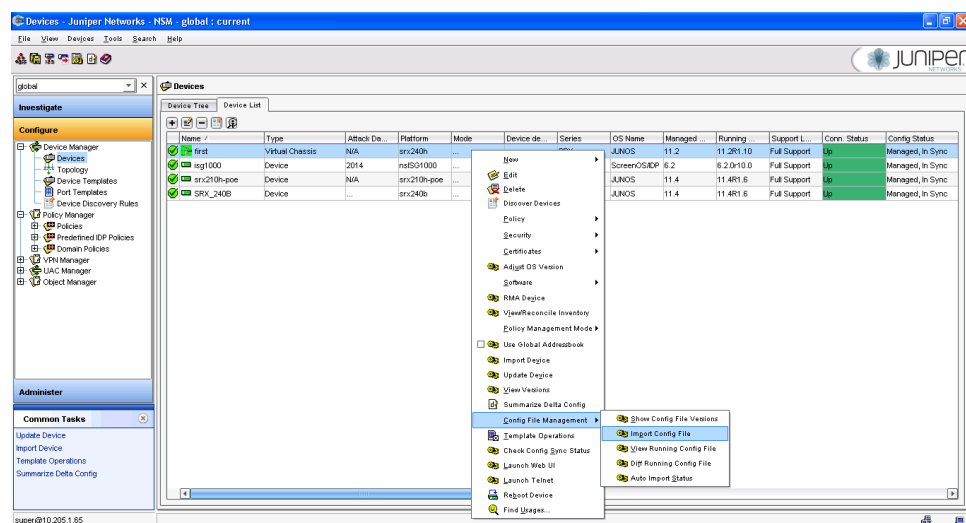 Devices - Juniper Networks - NSM - global : current
File View Devices Tools Search Help
JUNIPER
NETWORKS
global
Devices
Investigate
Device Tree Device List
Configure
Name / Type Attack Da... Platform Mode Device de... Series OS Name Managed ... Running ... Support L... Conn. Status Config Status
first Virtual Chassis N/A srx240h ... JUNOS 11.2 11.2R1.10 Full Support Up Managed, In Sync
isg1000 Device 2014 nsISG1000 ScreenOS/IDP 6.2 6.2.0r10.0 Full Support Up Managed, In Sync
srx210h-poe Device N/A srx210h-poe ... JUNOS 11.4 11.4R1.6 Full Support Up Managed, In Sync
SRX_240B Device ... srx240b ... JUNOS 11.4 11.4R1.6 Full Support Up Managed, In Sync
Device Manager
Devices
Topology
Device Templates
Port Templates
Device Discovery Rules
Policy Manager
Policies
Predefined IDP Policies
Domain Policies
VPN Manager
UAC Manager
Object Manager
New
Edit
Delete
Discover Devices
Policy
Security
Certificates
Adjust OS Version
Software
RMA Device
View/Reconcile Inventory
Policy Management Mode
Use Global Addressbook
Import Device
Update Device
View Versions
Summarize Delta Config
Config File Management
Template Operations
Check Config Sync Status
Launch Web UI
Launch Telnet
Reboot Device
Find Usages...
Show Config File Versions
Import Config File
View Running Config File
Diff Running Config File
Auto Import Status
Administer
Common Tasks
Update Device
Import Device
Template Operations
Summarize Delta Config
super@10.205.1.65